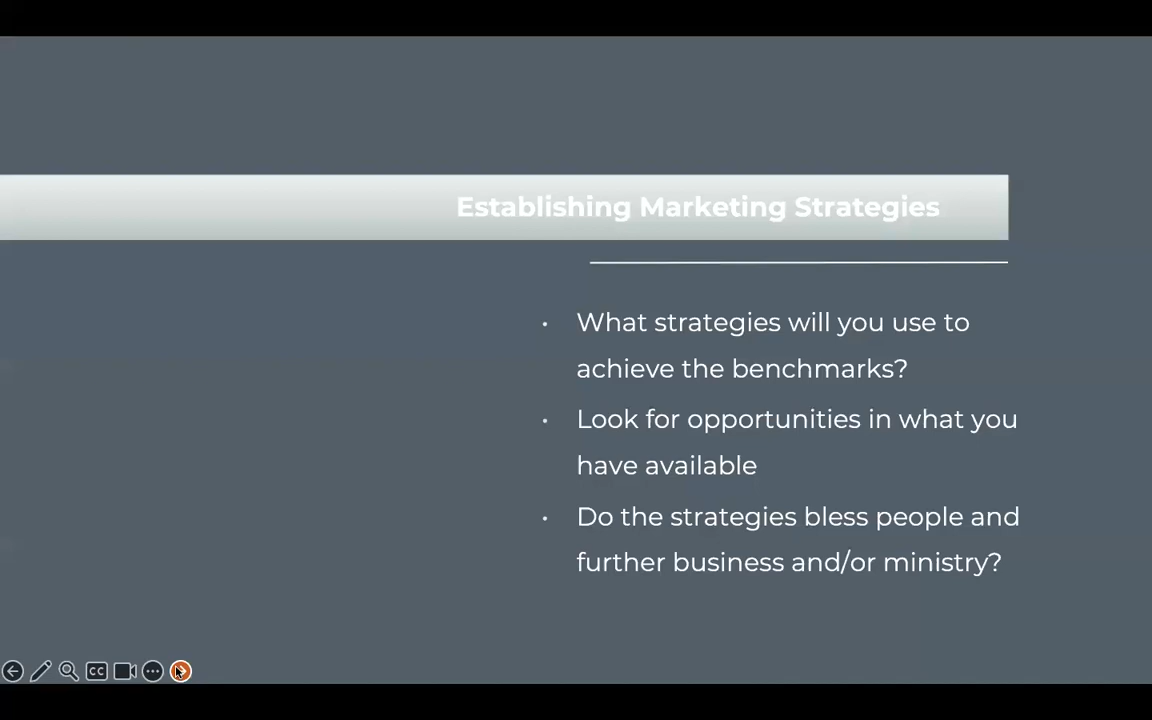 Establishing Marketing Strategies
• What strategies will you use to
achieve the benchmarks?
• Look for opportunities in what you
have available
• Do the strategies bless people and
further business and/or ministry?
CC